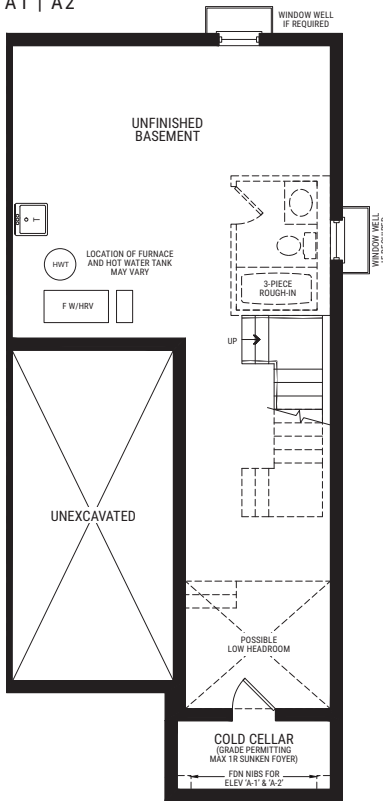 A1 | A2
WINDOW WELL
IF REQUIRED
UNFINISHED
BASEMENT
WINDOW WELL
IF REQUIRED
T
LOCATION OF FURNACE
AND HOT WATER TANK
MAY VARY
HWT
3-PIECE
ROUGH-IN
F W/HRV
UP
UNEXCAVATED
POSSIBLE
LOW HEADROOM
COLD CELLAR
(GRADE PERMITTING
MAX 1R SUNKEN FOYER)
FDN NIBS FOR
ELEV 'A-1' & 'A-2'